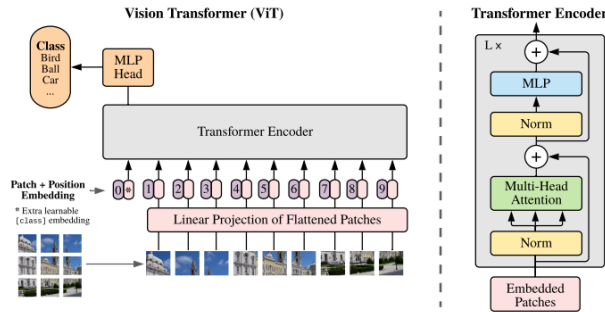 Vision Transformer (ViT)
Class
Bird
Ball
Car
...
MLP
Head
Transformer Encoder
Patch + Position
Embedding
0 * 1 2 3 4 5 6 7 8 9
* Extra learnable
[class] embedding
Linear Projection of Flattened Patches
Transformer Encoder
L x
+
MLP
Norm
+
Multi-Head
Attention
Norm
Embedded
Patches